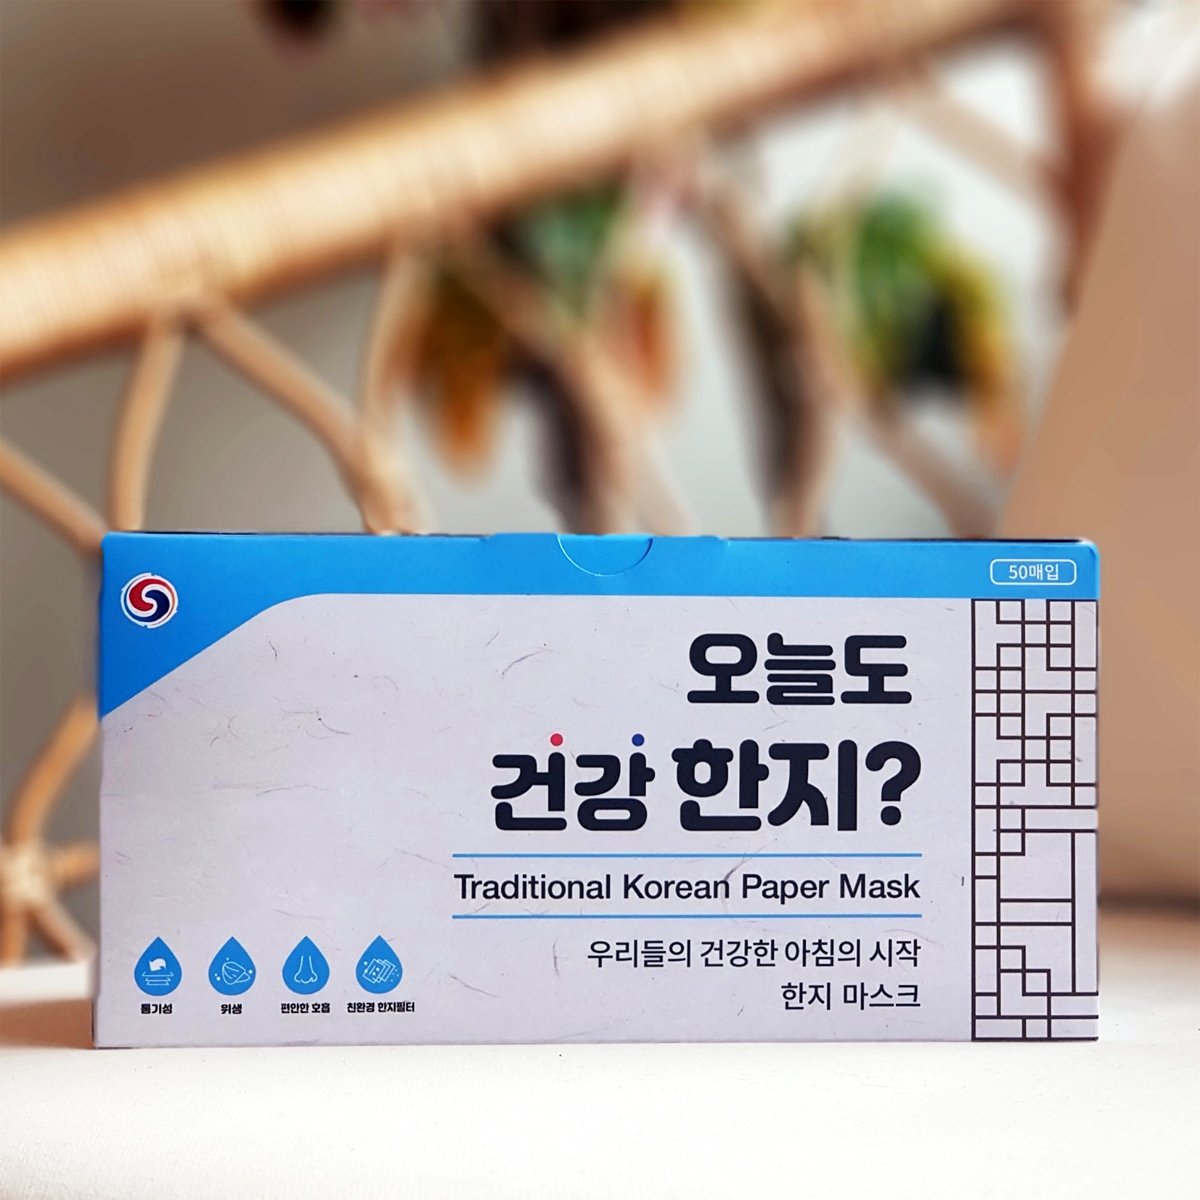 50매입
오늘도
건강 한지?
Traditional Korean Paper Mask
우리들의 건강한 아침의 시작
한지 마스크
통기성
위생
편안한 호흡
친환경 한지필터